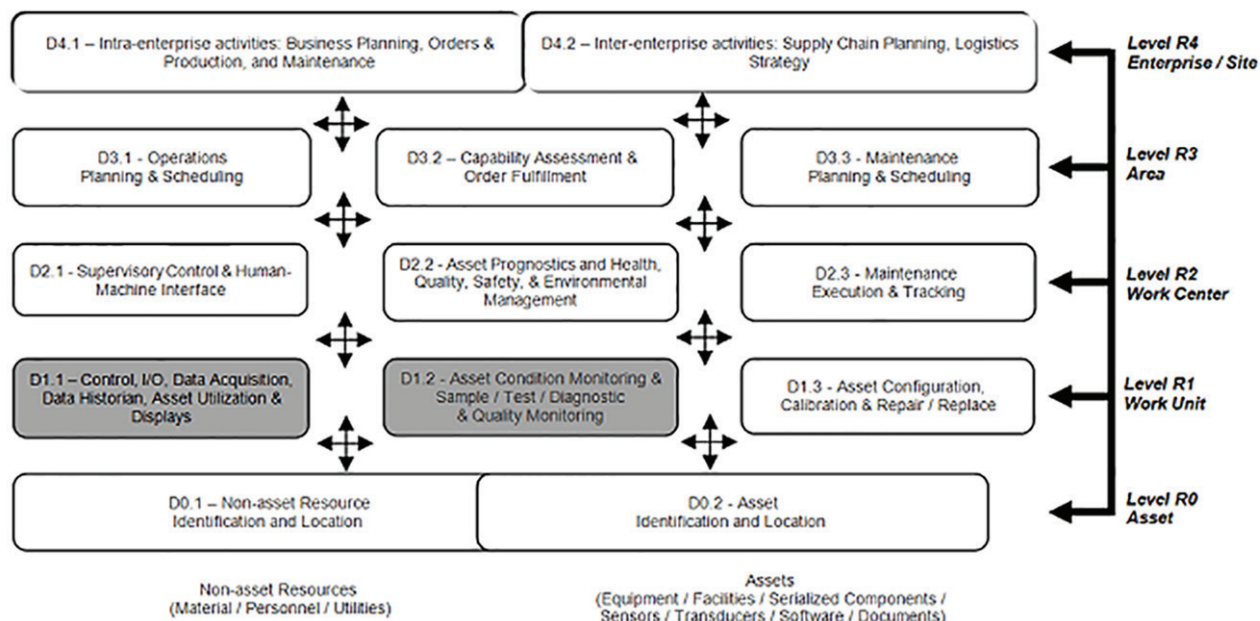 D4.1 – Intra-enterprise activities: Business Planning, Orders &
Production, and Maintenance
D4.2 – Inter-enterprise activities: Supply Chain Planning, Logistics
Strategy
Level R4
Enterprise / Site
D3.1 - Operations
Planning & Scheduling
D3.2 – Capability Assessment &
Order Fulfillment
D3.3 - Maintenance
Planning & Scheduling
Level R3
Area
D2.1 - Supervisory Control & Human-
Machine Interface
D2.2 - Asset Prognostics and Health,
Quality, Safety, & Environmental
Management
D2.3 - Maintenance
Execution & Tracking
Level R2
Work Center
D1.1 – Control, I/O, Data Acquisition,
Data Historian, Asset Utilization &
Displays
D1.2 - Asset Condition Monitoring &
Sample / Test / Diagnostic
& Quality Monitoring
D1.3 - Asset Configuration,
Calibration & Repair / Replace
Level R1
Work Unit
D0.1 – Non-asset Resource
Identification and Location
D0.2 - Asset
Identification and Location
Level R0
Asset
Non-asset Resources
(Material / Personnel / Utilities)
Assets
(Equipment / Facilities / Serialized Components /
Sensors / Transducers / Software / Documents)